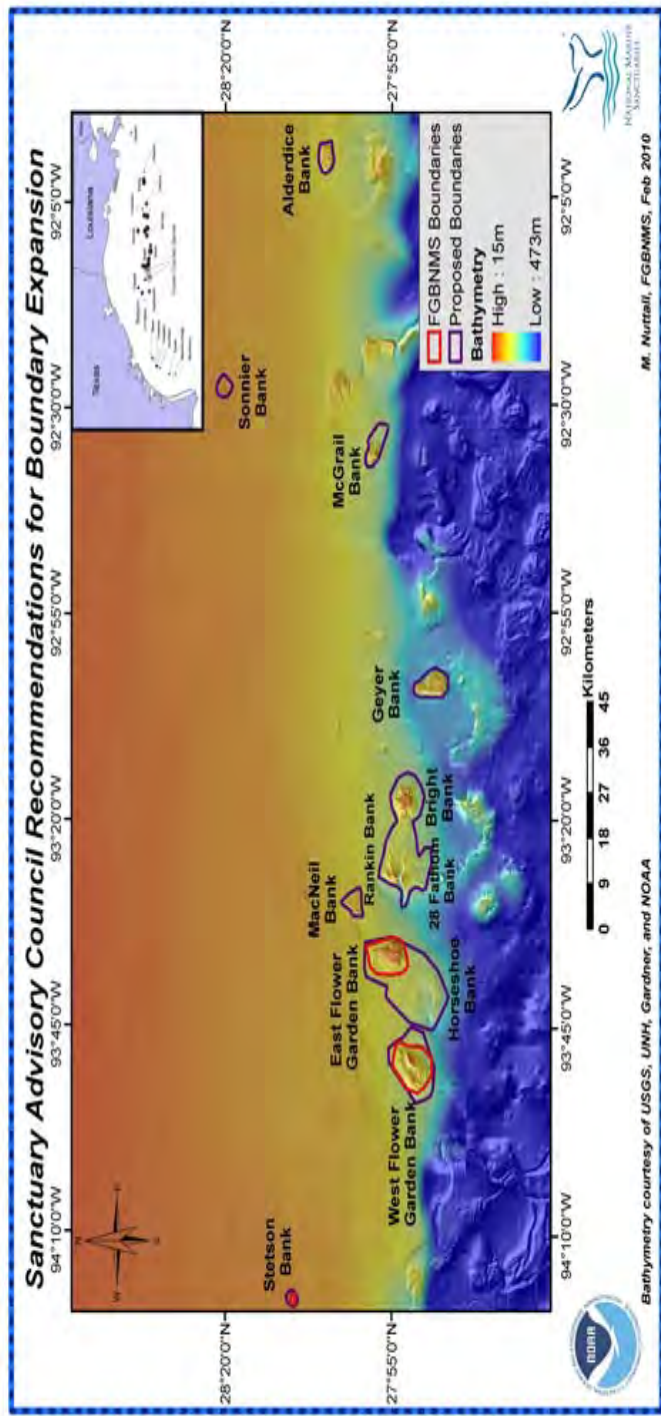 Sanctuary Advisory Council Recommendations for Boundary Expansion
94°10'0"W
93°45'0"W
93°20'0"W
92°55'0"W
92°30'0"W
92°5'0"W
28°20'0"N
28°20'0"N
27°55'0"N
27°55'0"N
N
W
E
S
Texas
Louisiana
Stetson
Bank
West Flower
Garden Bank
East Flower
Garden Bank
Horseshoe
Bank
MacNeil
Bank
Rankin Bank
28 Fathom
Bank
Bright
Bank
Geyer
Bank
McGrail
Bank
Sonnier
Bank
Alderdice
Bank
FGBNMS Boundaries
Proposed Boundaries
Bathymetry
High : 15m
Low : 473m
0 9 18 27 36 45
Kilometers
NOAA
Bathymetry courtesy of USGS, UNH, Gardner, and NOAA
M. Nuttall, FGBNMS, Feb 2010
NATIONAL MARINE
SANCTUARIES